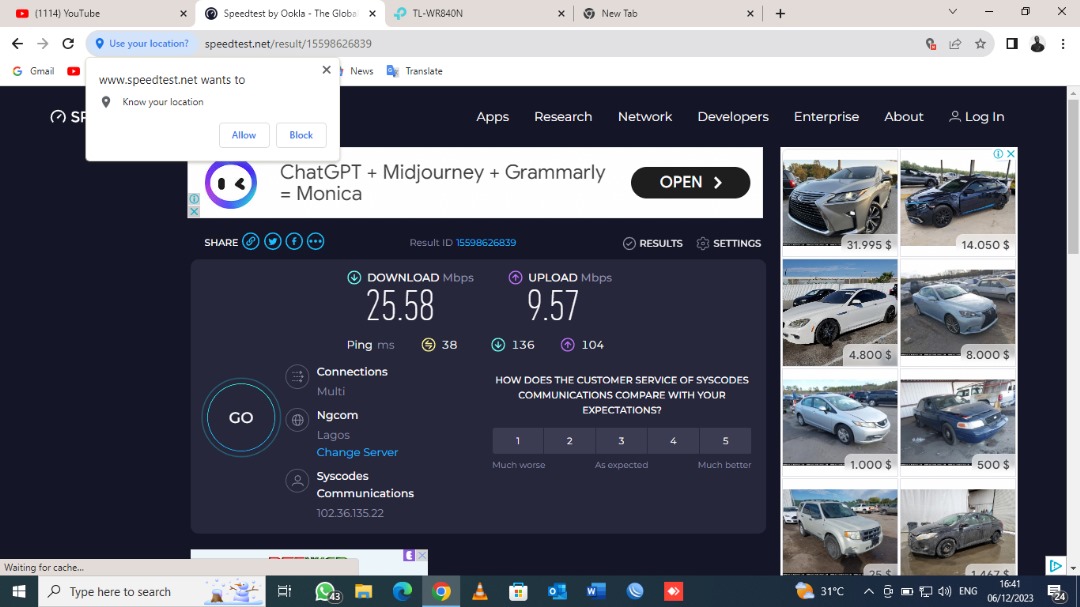 (1114) YouTube
Speedtest by Ookla - The Global
TL-WR840N
New Tab
Use your location?
speedtest.net/result/15598626839
Gmail
News
Translate
www.speedtest.net wants to
Know your location
Allow
Block
SP
Apps
Research
Network
Developers
Enterprise
About
Log In
ChatGPT + Midjourney + Grammarly
= Monica
OPEN
SHARE
Result ID 15598626839
RESULTS
SETTINGS
DOWNLOAD Mbps
25.58
UPLOAD Mbps
9.57
Ping ms
38
136
104
GO
Connections
Multi
Ngcom
Lagos
Change Server
Syscodes
Communications
102.36.135.22
HOW DOES THE CUSTOMER SERVICE OF SYSCODES
COMMUNICATIONS COMPARE WITH YOUR
EXPECTATIONS?
1 2 3 4 5
Much worse
As expected
Much better
31.995 $
14.050 $
4.800 $
8.000 $
1.000 $
500 $
25 $
1.467 $
Waiting for cache...
Type here to search
43
31°C
ENG
16:41
06/12/2023
24